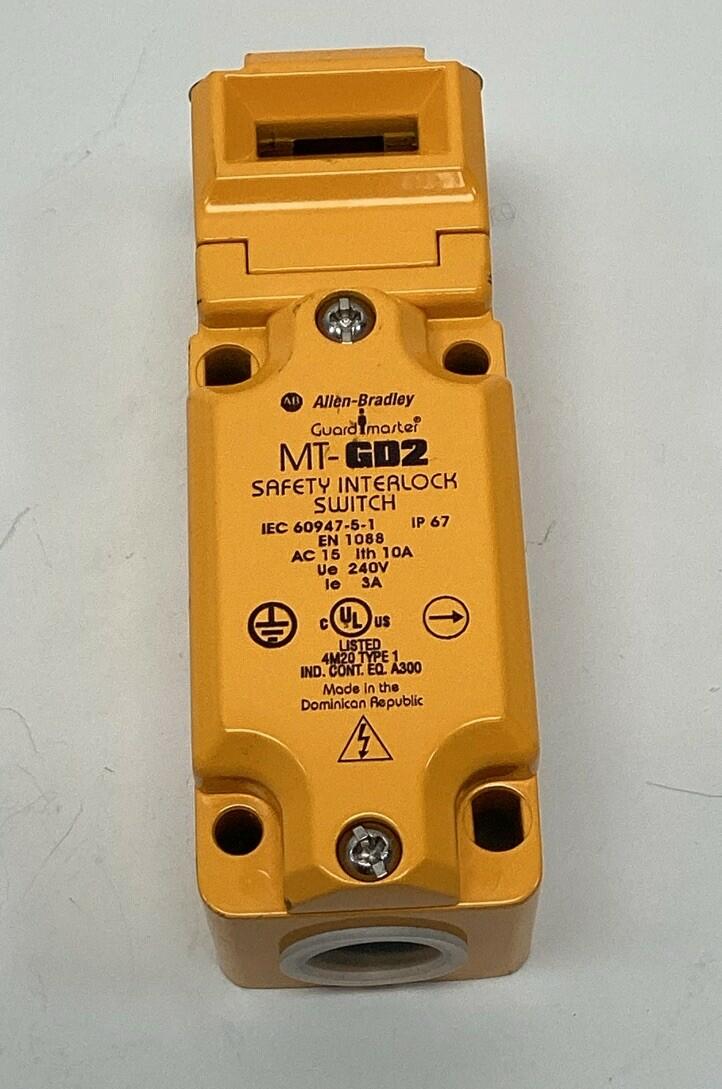 AB Allen-Bradley
Guardmaster®
MT-GD2
SAFETY INTERLOCK
SWITCH
IEC 60947-5-1 IP 67
EN 1088
AC 15 Ith 10A
Ue 240V
Ie 3A
C UL US
LISTED
4M20 TYPE 1
IND. CONT. EQ. A300
Made in the
Dominican Republic